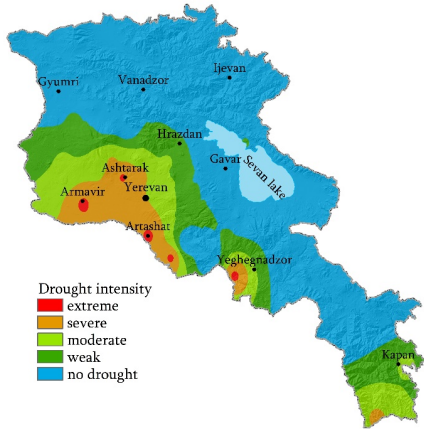 Ijevan
Gyumri
Vanadzor
Hrazdan
Gavar
Sevan lake
Ashtarak
Armavir
Yerevan
Artashat
Yeghegnadzor
Kapan
Drought intensity
extreme
severe
moderate
weak
no drought